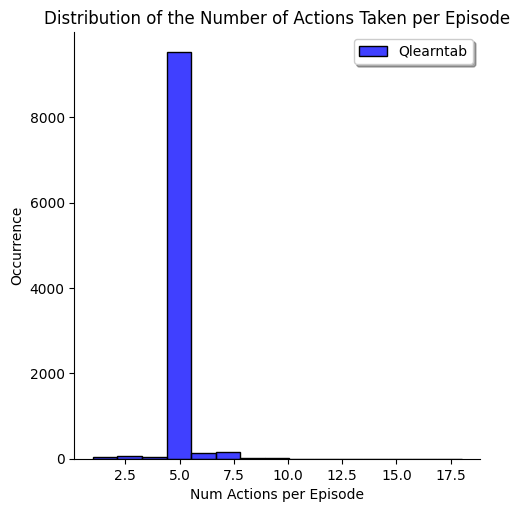 Distribution of the Number of Actions Taken per Episode
Qlearntab
8000
6000
4000
2000
0
Occurrence
2.5 5.0 7.5 10.0 12.5 15.0 17.5
Num Actions per Episode